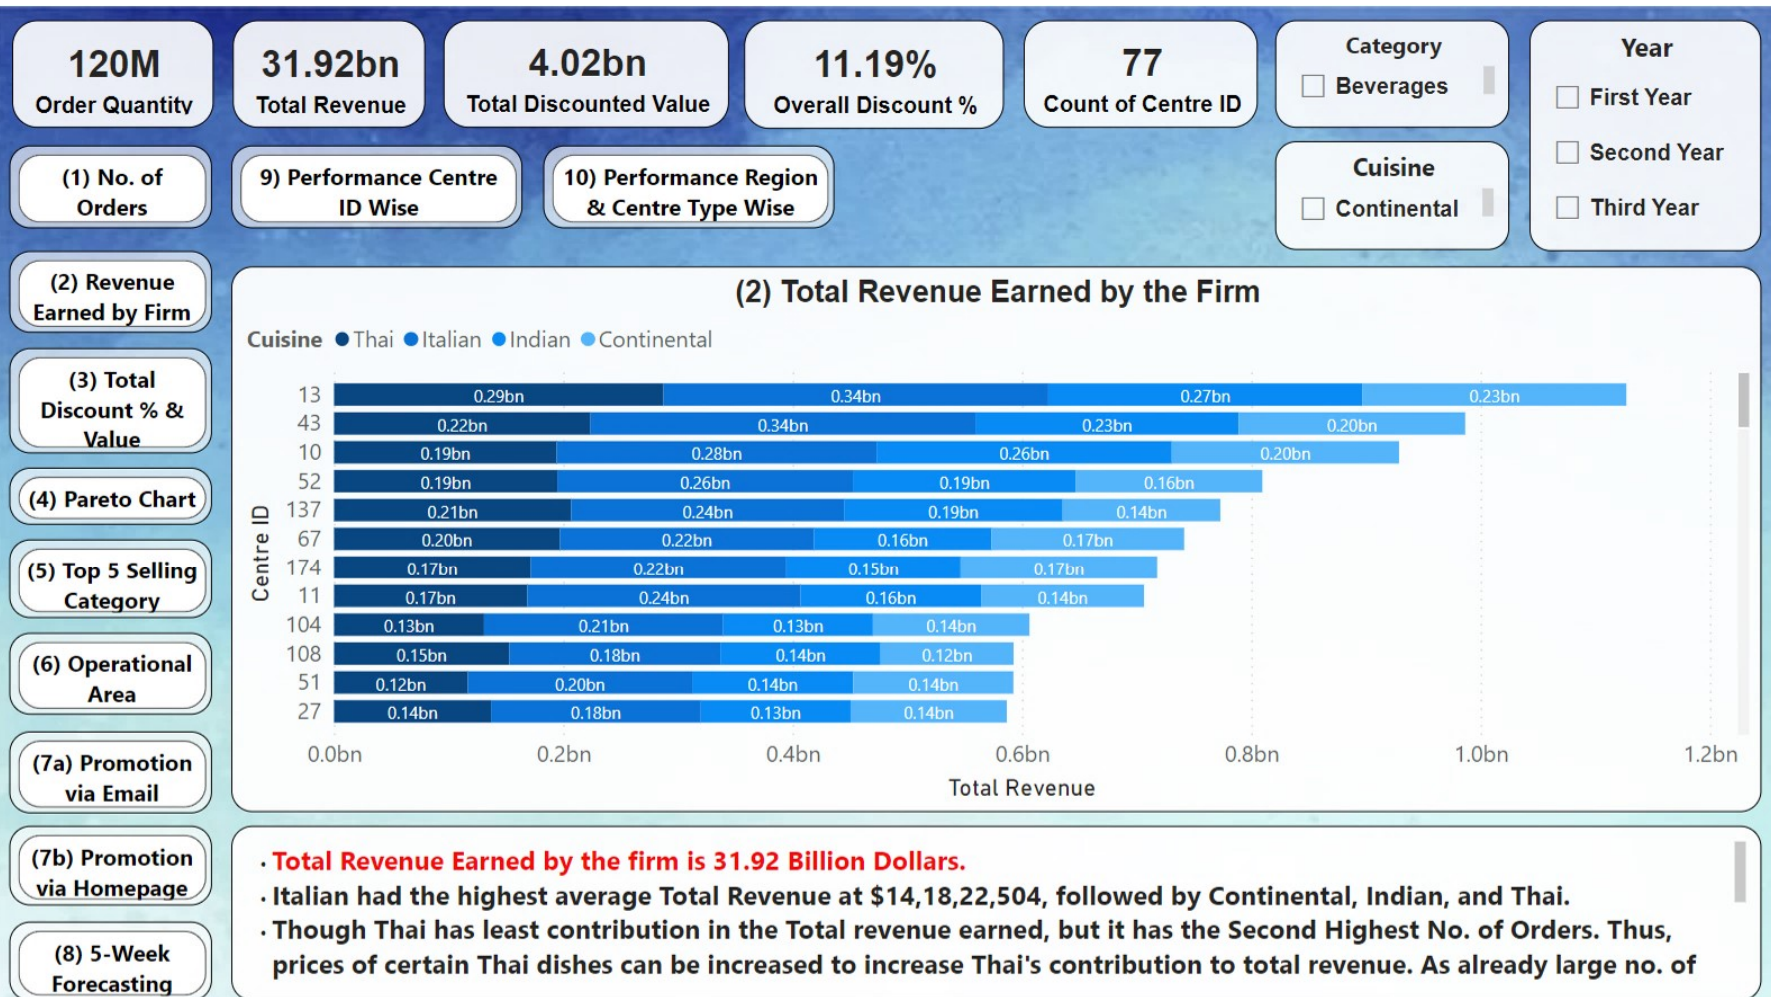 120M
Order Quantity
31.92bn
Total Revenue
4.02bn
Total Discounted Value
11.19%
Overall Discount %
77
Count of Centre ID
Category
Beverages
Cuisine
Continental
Year
First Year
Second Year
Third Year
(1) No. of
Orders
9) Performance Centre
ID Wise
10) Performance Region
& Centre Type Wise
(2) Revenue
Earned by Firm
(3) Total
Discount % &
Value
(4) Pareto Chart
(5) Top 5 Selling
Category
(6) Operational
Area
(7a) Promotion
via Email
(7b) Promotion
via Homepage
(8) 5-Week
Forecasting
(2) Total Revenue Earned by the Firm
Cuisine Thai Italian Indian Continental
Centre ID
13 0.29bn 0.34bn 0.27bn 0.23bn
43 0.22bn 0.34bn 0.23bn 0.20bn
10 0.19bn 0.28bn 0.26bn 0.20bn
52 0.19bn 0.26bn 0.19bn 0.16bn
137 0.21bn 0.24bn 0.19bn 0.14bn
67 0.20bn 0.22bn 0.16bn 0.17bn
174 0.17bn 0.22bn 0.15bn 0.17bn
11 0.17bn 0.24bn 0.16bn 0.14bn
104 0.13bn 0.21bn 0.13bn 0.14bn
108 0.15bn 0.18bn 0.14bn 0.12bn
51 0.12bn 0.20bn 0.14bn 0.14bn
27 0.14bn 0.18bn 0.13bn 0.14bn
0.0bn 0.2bn 0.4bn 0.6bn 0.8bn 1.0bn 1.2bn
Total Revenue
· Total Revenue Earned by the firm is 31.92 Billion Dollars.
· Italian had the highest average Total Revenue at $14,18,22,504, followed by Continental, Indian, and Thai.
· Though Thai has least contribution in the Total revenue earned, but it has the Second Highest No. of Orders. Thus,
prices of certain Thai dishes can be increased to increase Thai's contribution to total revenue. As already large no. of